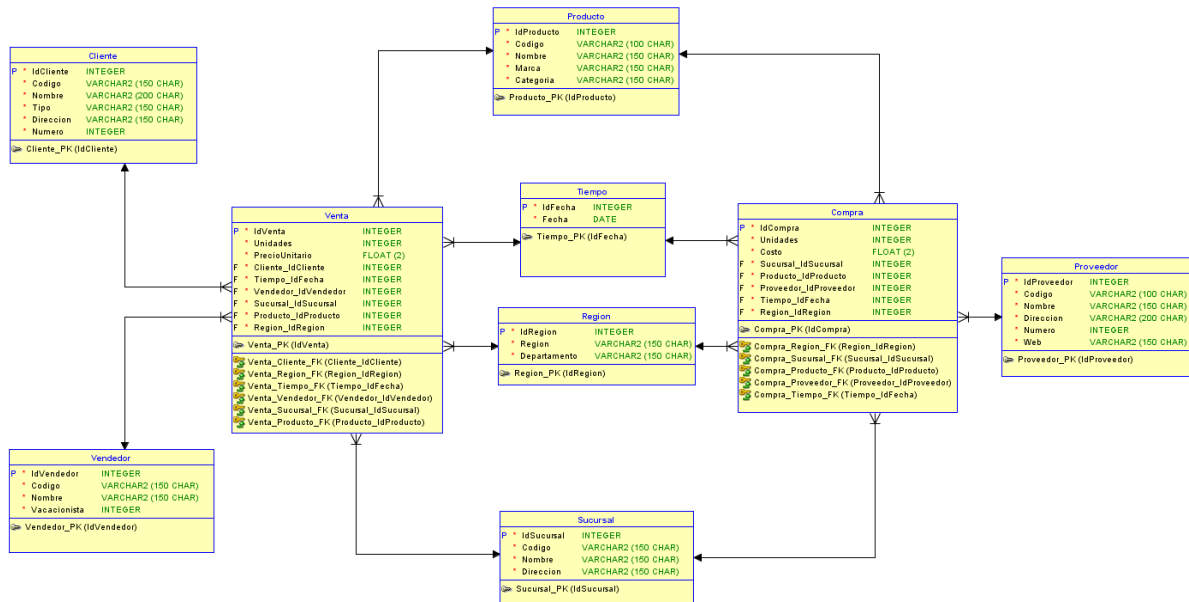 Producto
P * IdProducto INTEGER
* Codigo VARCHAR2 (100 CHAR)
* Nombre VARCHAR2 (150 CHAR)
* Marca VARCHAR2 (150 CHAR)
* Categoria VARCHAR2 (150 CHAR)
Producto_PK (IdProducto)
Cliente
P * IdCliente INTEGER
* Codigo VARCHAR2 (150 CHAR)
* Nombre VARCHAR2 (200 CHAR)
* Tipo VARCHAR2 (150 CHAR)
* Direccion VARCHAR2 (150 CHAR)
* Numero INTEGER
Cliente_PK (IdCliente)
Tiempo
P * IdFecha INTEGER
* Fecha DATE
Tiempo_PK (IdFecha)
Venta
P * IdVenta INTEGER
* Unidades INTEGER
* PrecioUnitario FLOAT (2)
F * Cliente_IdCliente INTEGER
F * Tiempo_IdFecha INTEGER
F * Vendedor_IdVendedor INTEGER
F * Sucursal_IdSucursal INTEGER
F * Producto_IdProducto INTEGER
F * Region_IdRegion INTEGER
Venta_PK (IdVenta)
Venta_Cliente_FK (Cliente_IdCliente)
Venta_Region_FK (Region_IdRegion)
Venta_Tiempo_FK (Tiempo_IdFecha)
Venta_Vendedor_FK (Vendedor_IdVendedor)
Venta_Sucursal_FK (Sucursal_IdSucursal)
Venta_Producto_FK (Producto_IdProducto)
Compra
P * IdCompra INTEGER
* Unidades INTEGER
* Costo FLOAT (2)
F * Sucursal_IdSucursal INTEGER
F * Producto_IdProducto INTEGER
F * Proveedor_IdProveedor INTEGER
F * Tiempo_IdFecha INTEGER
F * Region_IdRegion INTEGER
Compra_PK (IdCompra)
Compra_Region_FK (Region_IdRegion)
Compra_Sucursal_FK (Sucursal_IdSucursal)
Compra_Producto_FK (Producto_IdProducto)
Compra_Proveedor_FK (Proveedor_IdProveedor)
Compra_Tiempo_FK (Tiempo_IdFecha)
Proveedor
P * IdProveedor INTEGER
* Codigo VARCHAR2 (100 CHAR)
* Nombre VARCHAR2 (150 CHAR)
* Direccion VARCHAR2 (200 CHAR)
* Numero INTEGER
* Web VARCHAR2 (150 CHAR)
Proveedor_PK (IdProveedor)
Region
P * IdRegion INTEGER
* Region VARCHAR2 (150 CHAR)
* Departamento VARCHAR2 (150 CHAR)
Region_PK (IdRegion)
Vendedor
P * IdVendedor INTEGER
* Codigo VARCHAR2 (150 CHAR)
* Nombre VARCHAR2 (150 CHAR)
* Vacacionista INTEGER
Vendedor_PK (IdVendedor)
Sucursal
P * IdSucursal INTEGER
* Codigo VARCHAR2 (150 CHAR)
* Nombre VARCHAR2 (150 CHAR)
* Direccion VARCHAR2 (150 CHAR)
Sucursal_PK (IdSucursal)